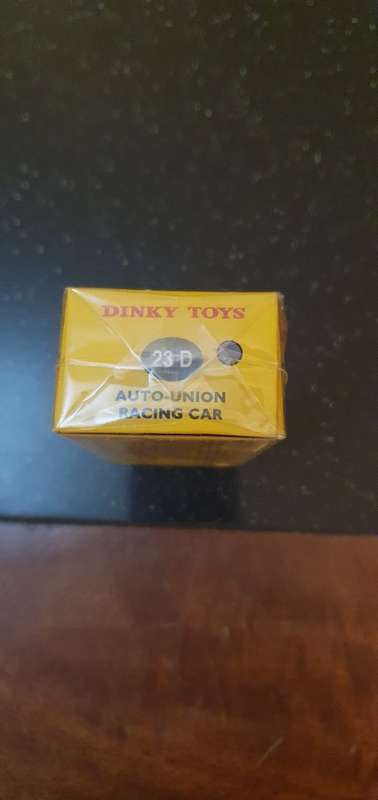 DINKY TOYS
23 D
AUTO-UNION
RACING CAR